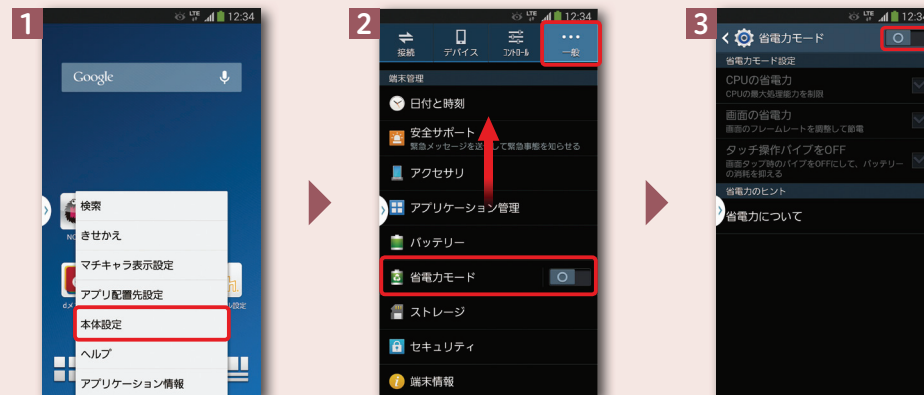 1
LTE 12:34
Google
検索
きせかえ
マチキャラ表示設定
アプリ配置先設定
本体設定
ヘルプ
アプリケーション情報
2
LTE 12:34
接続 デバイス コントロール 一般
端末管理
日付と時刻
安全サポート
緊急メッセージを送信して緊急事態を知らせる
アクセサリ
アプリケーション管理
バッテリー
省電力モード
ストレージ
セキュリティ
端末情報
3
LTE 12:34
省電力モード
省電力モード設定
CPUの省電力
CPUの最大処理能力を制限
画面の省電力
画面のフレームレートを調整して節電
タッチ操作バイブをOFF
画面タップ時のバイブをOFFにして、バッテリー
の消耗を抑える
省電力のヒント
省電力について